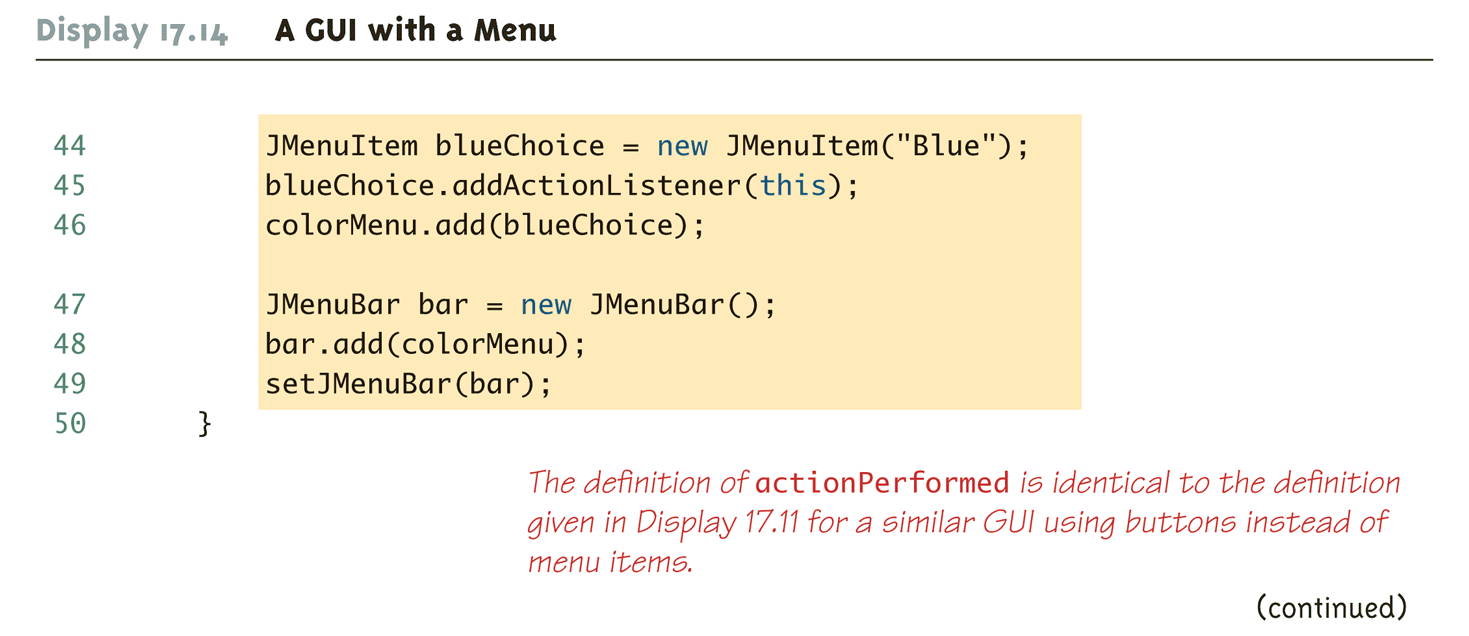 Display 17.14 A GUI with a Menu
44 JMenuItem blueChoice = new JMenuItem("Blue");
45 blueChoice.addActionListener(this);
46 colorMenu.add(blueChoice);
47 JMenuBar bar = new JMenuBar();
48 bar.add(colorMenu);
49 setJMenuBar(bar);
50 }
The definition of actionPerformed is identical to the definition
given in Display 17.11 for a similar GUI using buttons instead of
menu items.
(continued)